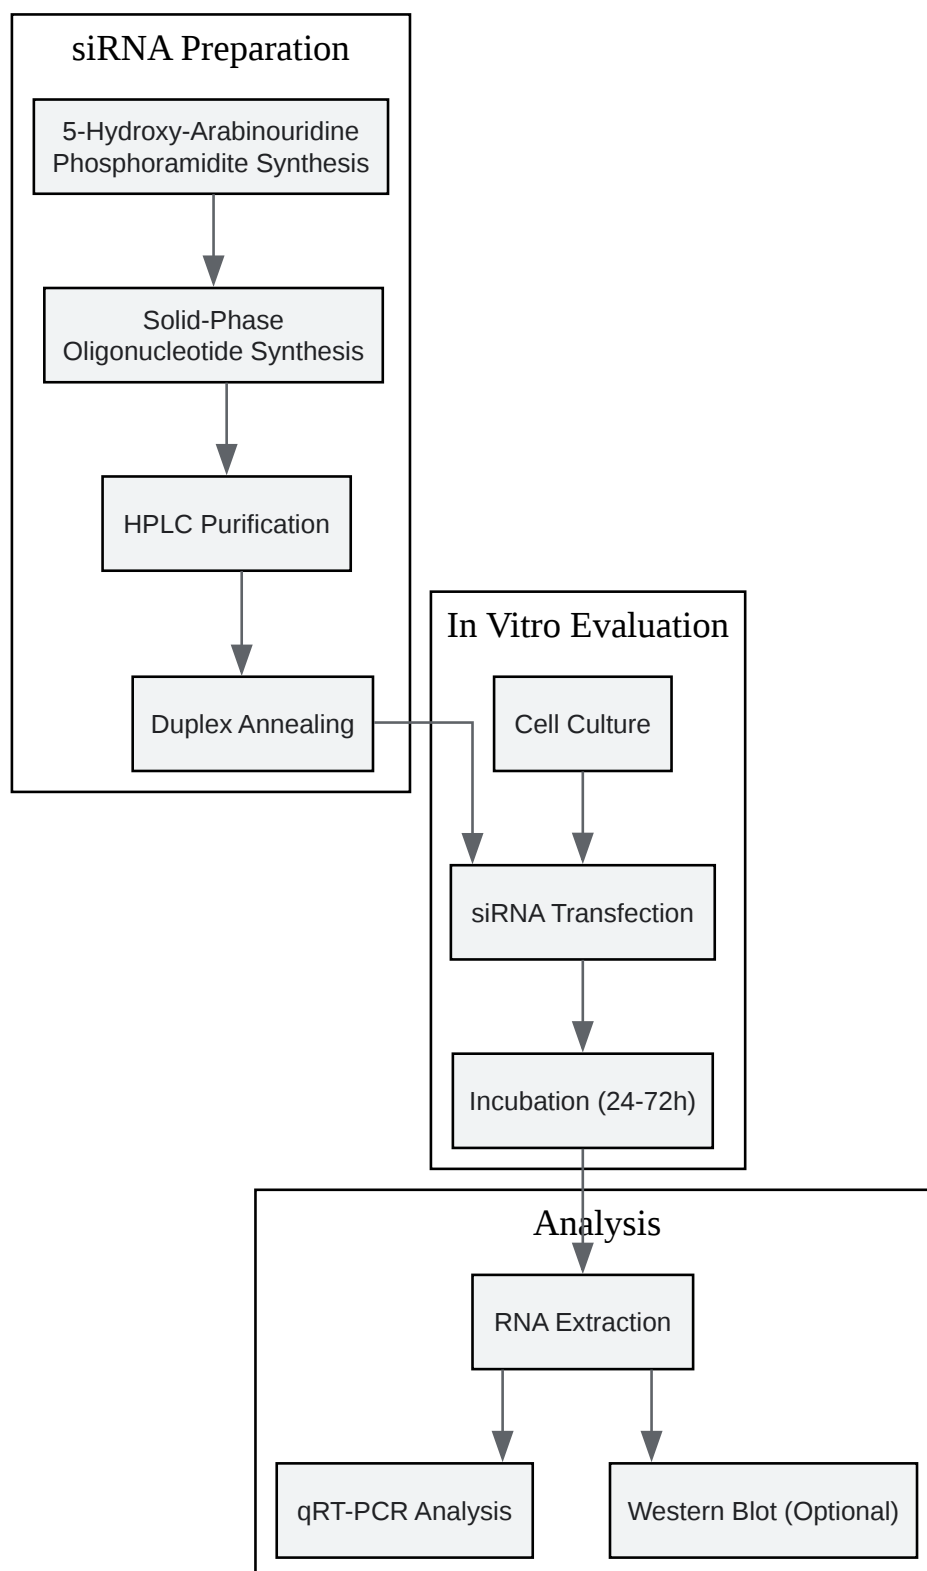 siRNA Preparation
5-Hydroxy-Arabinouridine
Phosphoramidite Synthesis
Solid-Phase
Oligonucleotide Synthesis
HPLC Purification
Duplex Annealing
In Vitro Evaluation
Cell Culture
siRNA Transfection
Incubation (24-72h)
Analysis
RNA Extraction
qRT-PCR Analysis
Western Blot (Optional)